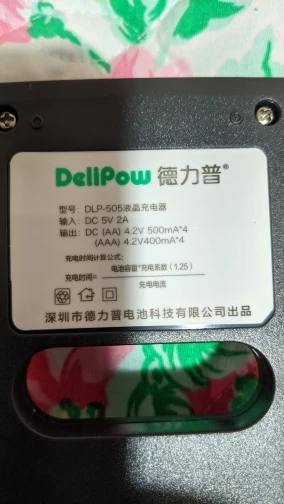 DeliPow 德力普®
型号: DLP-505液晶充电器
输入: DC 5V 2A
输出: DC (AA) 4.2V 500mA*4
(AAA) 4.2V400mA*4
充电时间计算公式:
充电时间= 电池容量*充电系数 (1.25)
充电电流
深圳市德力普电池科技有限公司出品